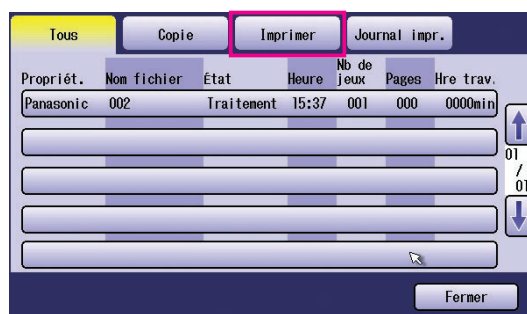 Tous Copie Imprimer Journal impr.
Propriét. Nom fichier État Heure Nb de jeux Pages Hre trav.
Panasonic 002 Traitement 15:37 001 000 0000min
01
/
01
Fermer